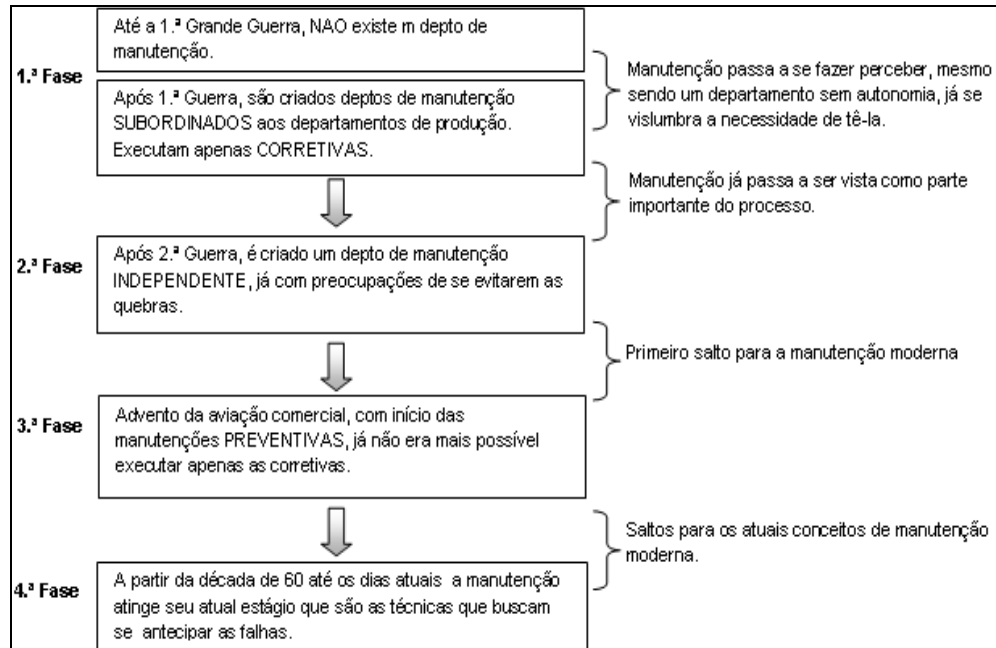 Até a 1.ª Grande Guerra, NAO existe m depto de
manutenção.
1.ª Fase
Após 1.ª Guerra, são criados deptos de manutenção
SUBORDINADOS aos departamentos de produção.
Executam apenas CORRETIVAS.
Manutenção passa a se fazer perceber, mesmo
sendo um departamento sem autonomia, já se
vislumbra a necessidade de tê-la.
Manutenção já passa a ser vista como parte
importante do processo.
2.ª Fase
Após 2.ª Guerra, é criado um depto de manutenção
INDEPENDENTE, já com preocupações de se evitarem as
quebras.
Primeiro salto para a manutenção moderna
3.ª Fase
Advento da aviação comercial, com início das
manutenções PREVENTIVAS, já não era mais possível
executar apenas as corretivas.
Saltos para os atuais conceitos de manutenção
moderna.
4.ª Fase
A partir da década de 60 até os dias atuais a manutenção
atinge seu atual estágio que são as técnicas que buscam
se antecipar as falhas.